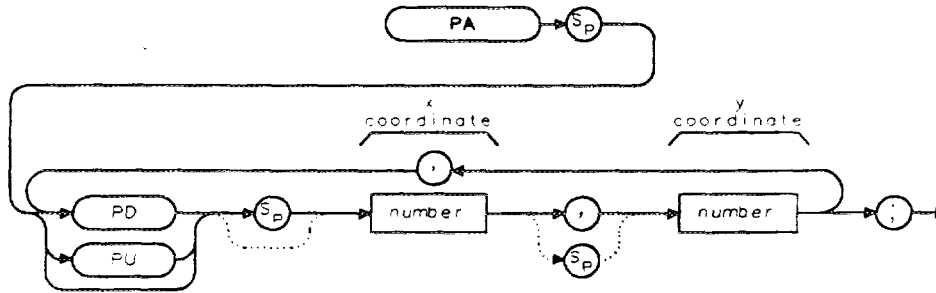 PA SP
x y
coordinate coordinate
,
PD SP number , number ;
PU SP